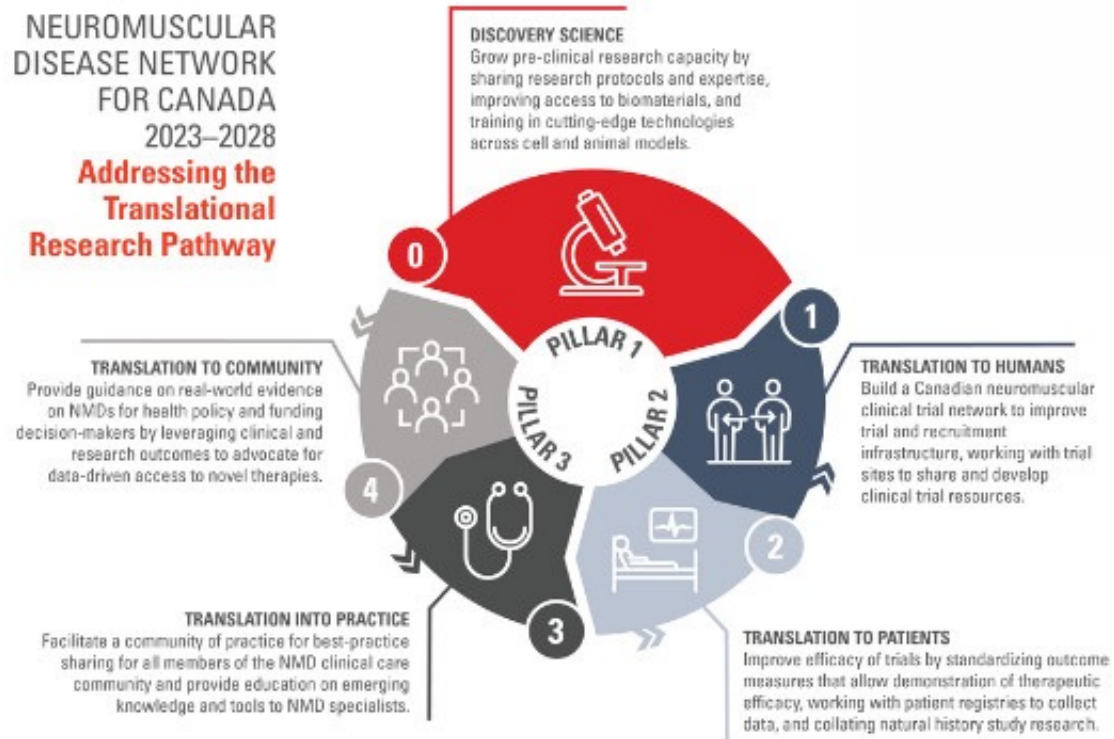 NEUROMUSCULAR
DISEASE NETWORK
FOR CANADA
2023–2028
Addressing the
Translational
Research Pathway
DISCOVERY SCIENCE
Grow pre-clinical research capacity by
sharing research protocols and expertise,
improving access to biomaterials, and
training in cutting-edge technologies
across cell and animal models.
0
1
PILLAR 1
PILLAR 2
PILLAR 3
TRANSLATION TO HUMANS
Build a Canadian neuromuscular
clinical trial network to improve
trial and recruitment
infrastructure, working with trial
sites to share and develop
clinical trial resources.
TRANSLATION TO COMMUNITY
Provide guidance on real-world evidence
on NMDs for health policy and funding
decision-makers by leveraging clinical and
research outcomes to advocate for
data-driven access to novel therapies.
4
2
3
TRANSLATION INTO PRACTICE
Facilitate a community of practice for best-practice
sharing for all members of the NMD clinical care
community and provide education on emerging
knowledge and tools to NMD specialists.
TRANSLATION TO PATIENTS
Improve efficacy of trials by standardizing outcome
measures that allow demonstration of therapeutic
efficacy, working with patient registries to collect
data, and collating natural history study research.